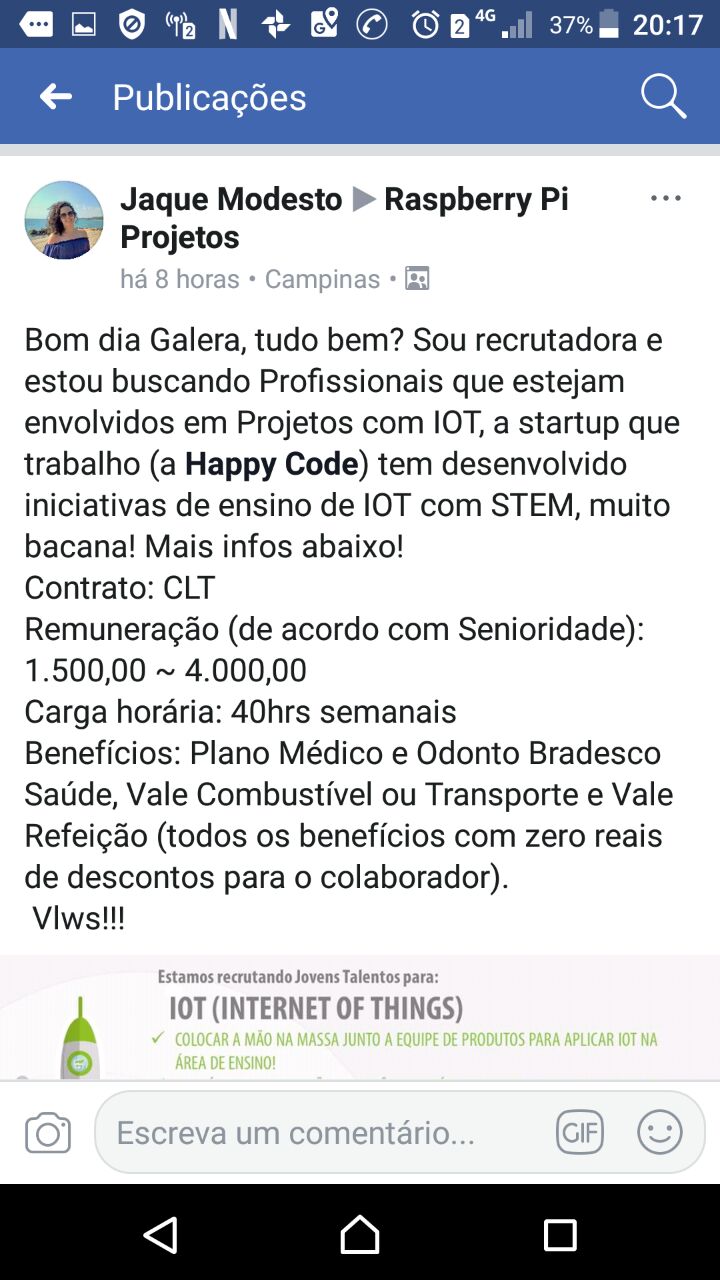 2 N G 2 4G 37% 20:17
Publicações
Jaque Modesto ▶ Raspberry Pi
Projetos
há 8 horas • Campinas •
Bom dia Galera, tudo bem? Sou recrutadora e
estou buscando Profissionais que estejam
envolvidos em Projetos com IOT, a startup que
trabalho (a Happy Code) tem desenvolvido
iniciativas de ensino de IOT com STEM, muito
bacana! Mais infos abaixo!
Contrato: CLT
Remuneração (de acordo com Senioridade):
1.500,00 ~ 4.000,00
Carga horária: 40hrs semanais
Benefícios: Plano Médico e Odonto Bradesco
Saúde, Vale Combustível ou Transporte e Vale
Refeição (todos os benefícios com zero reais
de descontos para o colaborador).
Vlws!!!
Estamos recrutando Jovens Talentos para:
IOT (INTERNET OF THINGS)
✓ COLOCAR A MÃO NA MASSA JUNTO A EQUIPE DE PRODUTOS PARA APLICAR IOT NA
ÁREA DE ENSINO!
Escreva um comentário... GIF